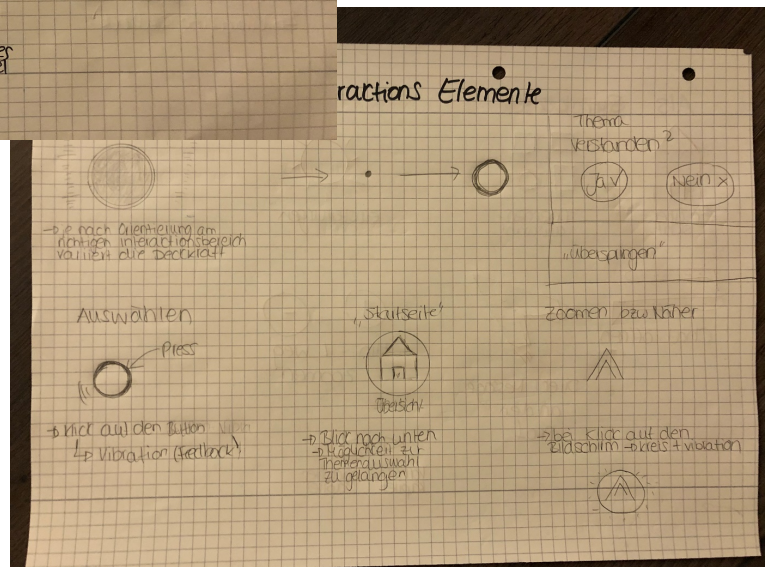 ractions Elemente
Thema
Verstanden?
Ja ✓
Nein x
→ je nach Orientierung am
richtigen Interactionsbereich
variiert die Deckkraft
„überspringen"
Auswählen
Press
→ Klick auf den Button
↳ Vibration (Feedback)
„Startseite"
Übersicht
→ Blick nach unten
→ Möglichkeit zur
Themenauswahl
zu gelangen
Zoomen bzw Näher
→ bei Klick auf den
Bildschirm → Kreis + vibration